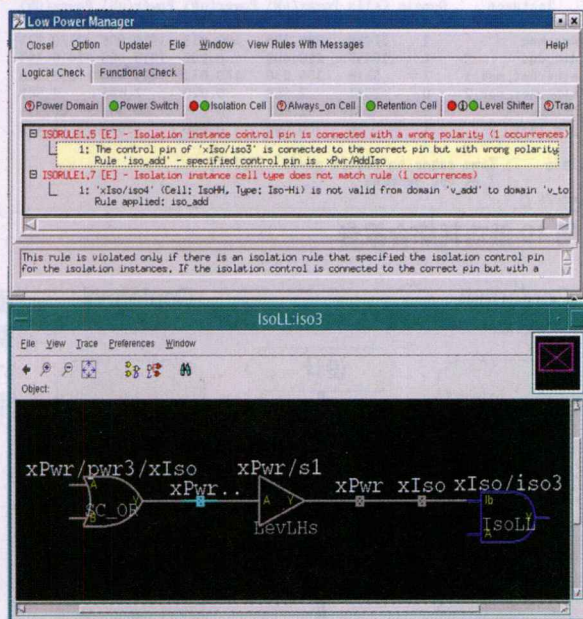 Low Power Manager
Close! Option Update! File Window View Rules With Messages Help!
Logical Check Functional Check
Power Domain Power Switch Isolation Cell Always_on Cell Retention Cell Level Shifter Tran
ISORULE1.5 [E] - Isolation instance control pin is connected with a wrong polarity (1 occurrences)
1: The control pin of 'xIso/iso3' is connected to the correct pin but with wrong polarity
Rule 'iso_add' - specified control pin is xPwr/AddIso
ISORULE1.7 [E] - Isolation instance cell type does not match rule (1 occurrences)
1: 'xIso/iso4' (Cell: IsoHH, Type: Iso-Hi) is not valid from domain 'v_add' to domain 'v_to
Rule applied: iso_add
This rule is violated only if there is an isolation rule that specified the isolation control pin
for the isolation instances. If the isolation control is connected to the correct pin but with a
IsoLL:iso3
File View Trace Preferences Window
Object:
xPwr/pwr3/xIso xPwr/s1
xPwr.. xPwr xIso xIso/iso3
A Y A Y Ib Y
B SC_OR LevLHs IsoLL
A